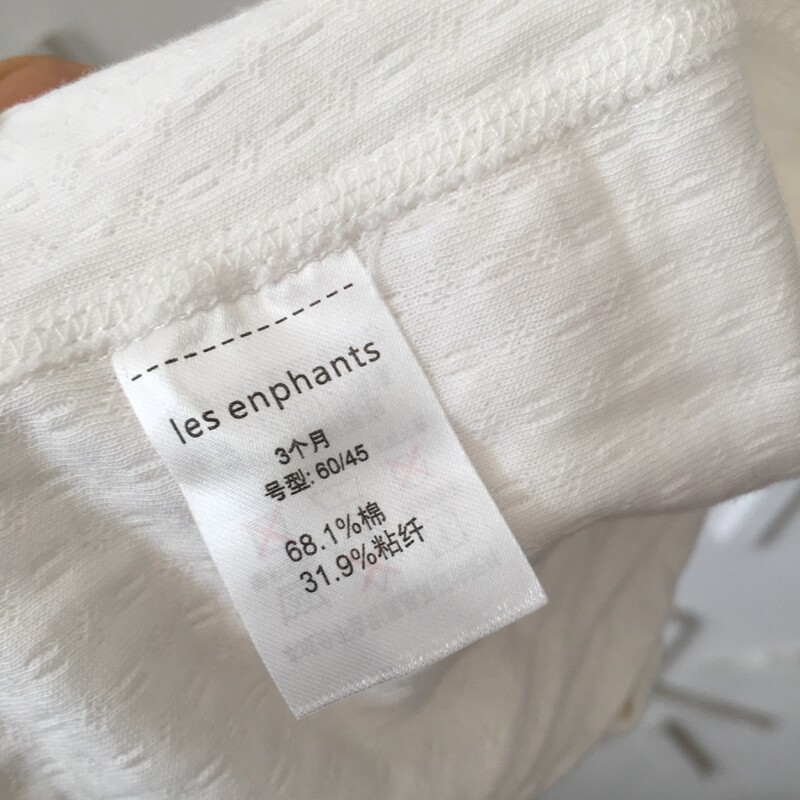 les enphants
3个月
号型: 60/45
68.1%棉
31.9%粘纤